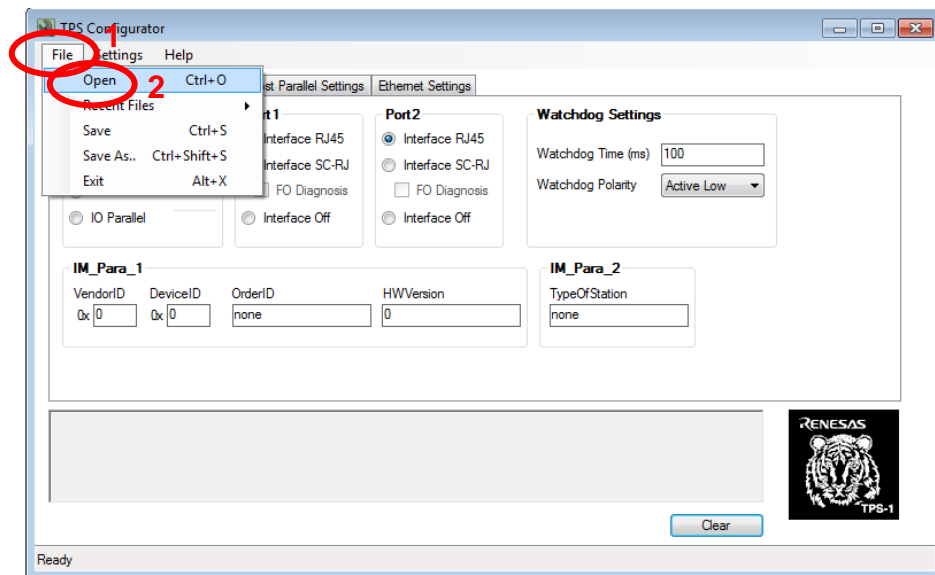 TPS Configurator
1
File Settings Help
Open Ctrl+O
2
Recent Files
Save Ctrl+S
Save As.. Ctrl+Shift+S
Exit Alt+X
Parallel Settings Ethernet Settings
Port2
Watchdog Settings
Interface RJ45 Interface RJ45
Interface SC-RJ Interface SC-RJ
Watchdog Time (ms) 100
FO Diagnosis FO Diagnosis
Watchdog Polarity Active Low
IO Parallel Interface Off Interface Off
IM_Para_1 IM_Para_2
VendorID DeviceID OrderID HWVersion TypeOfStation
0x 0 0x 0 none 0 none
RENESAS
TPS-1
Clear
Ready